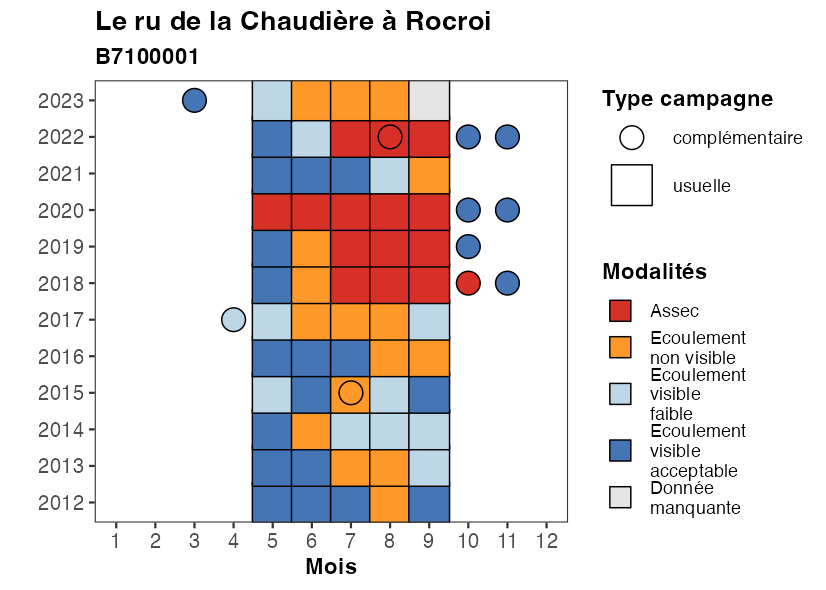 Le ru de la Chaudière à Rocroi
B7100001
2023
2022
2021
2020
2019
2018
2017
2016
2015
2014
2013
2012
1 2 3 4 5 6 7 8 9 10 11 12
Mois
Type campagne
complémentaire
usuelle
Modalités
Assec
Ecoulement
non visible
Ecoulement
visible
faible
Ecoulement
visible
acceptable
Donnée
manquante